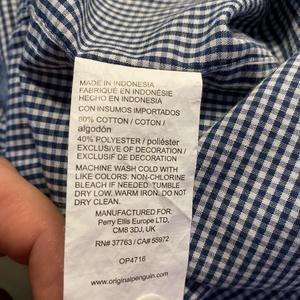 MADE IN INDONESIA
FABRIQUÉ EN INDONÉSIE
HECHO EN INDONESIA
CON INSUMOS IMPORTADOS
60% COTTON / COTON /
algodón
40% POLYESTER / poliéster
EXCLUSIVE OF DECORATION /
EXCLUSIF DE DECORATION
MACHINE WASH COLD WITH
LIKE COLORS: NON-CHLORINE
BLEACH IF NEEDED. TUMBLE
DRY LOW. WARM IRON. DO NOT
DRY CLEAN.
MANUFACTURED FOR:
Perry Ellis Europe LTD,
CM8 3DJ, UK
RN# 37763 / CA# 55972
OP4716
www.originalpenguin.com